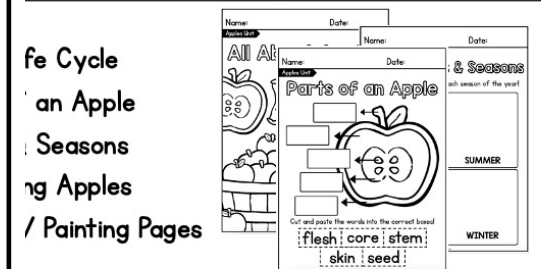 fe Cycle
an Apple
Seasons
ng Apples
/ Painting Pages
Name:
Date:
Apples Unit
All Ab
Name:
Date:
Apples Unit
Parts of an Apple
Cut and paste the words into the correct boxes!
flesh core stem
skin seed
Name:
Date:
& Seasons
ach season of the year!
SUMMER
WINTER